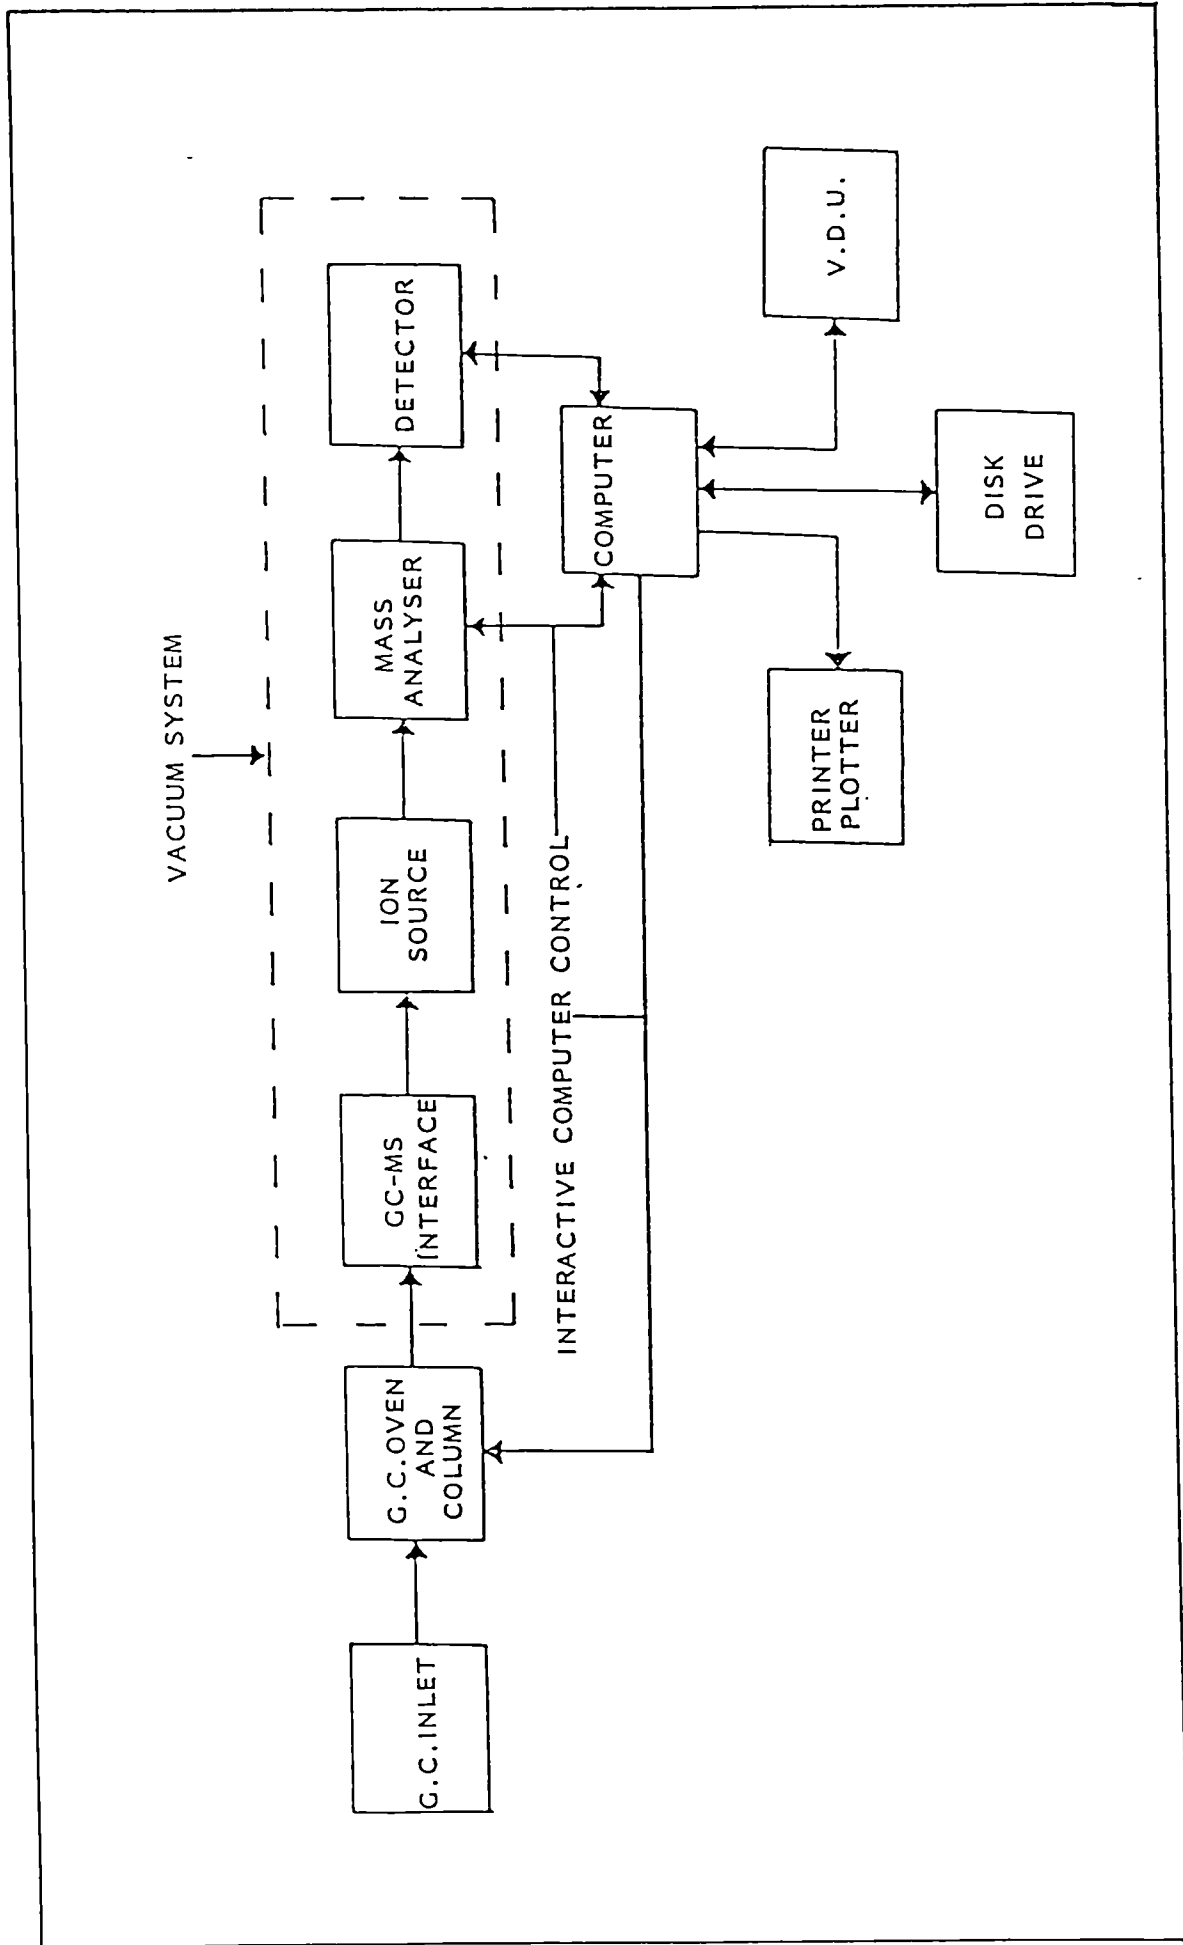 VACUUM SYSTEM
G.C.INLET
G.C.OVEN
AND
COLUMN
GC-MS
INTERFACE
ION
SOURCE
MASS
ANALYSER
DETECTOR
INTERACTIVE COMPUTER CONTROL
COMPUTER
PRINTER
PLOTTER
DISK
DRIVE
V.D.U.